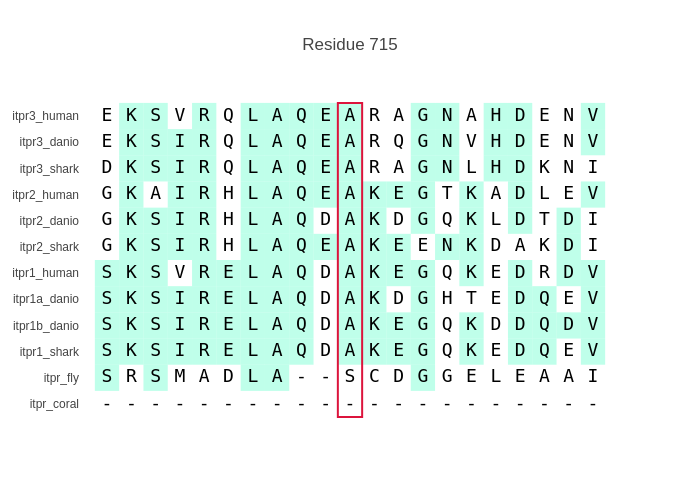 Residue 715
itpr3_human E K S V R Q L A Q E A R A G N A H D E N V
itpr3_danio E K S I R Q L A Q E A R Q G N V H D E N V
itpr3_shark D K S I R Q L A Q E A R A G N L H D K N I
itpr2_human G K A I R H L A Q E A K E G T K A D L E V
itpr2_danio G K S I R H L A Q D A K D G Q K L D T D I
itpr2_shark G K S I R H L A Q E A K E E N K D A K D I
itpr1_human S K S V R E L A Q D A K E G Q K E D R D V
itpr1a_danio S K S I R E L A Q D A K D G H T E D Q E V
itpr1b_danio S K S I R E L A Q D A K E G Q K D D Q D V
itpr1_shark S K S I R E L A Q D A K E G Q K E D Q E V
itpr_fly S R S M A D L A - - S C D G G E L E A A I
itpr_coral - - - - - - - - - - - - - - - - - - - - -